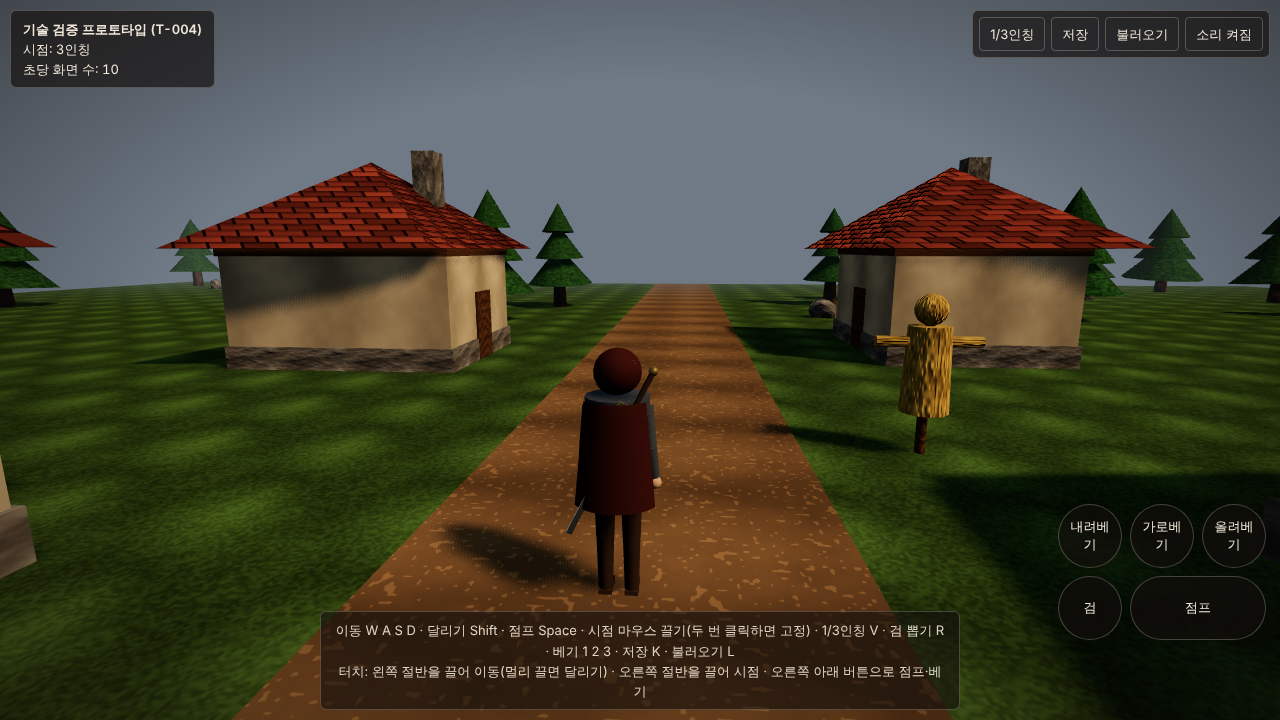 기술 검증 프로토타입 (T-004)
시점: 3인칭
초당 화면 수: 10
1/3인칭
저장
불러오기
소리 켜짐
내려베
기
가로베
기
올려베
기
검
점프
이동 W A S D · 달리기 Shift · 점프 Space · 시점 마우스 끌기(두 번 클릭하면 고정) · 1/3인칭 V · 검 뽑기 R
· 베기 1 2 3 · 저장 K · 불러오기 L
터치: 왼쪽 절반을 끌어 이동(멀리 끌면 달리기) · 오른쪽 절반을 끌어 시점 · 오른쪽 아래 버튼으로 점프·베
기